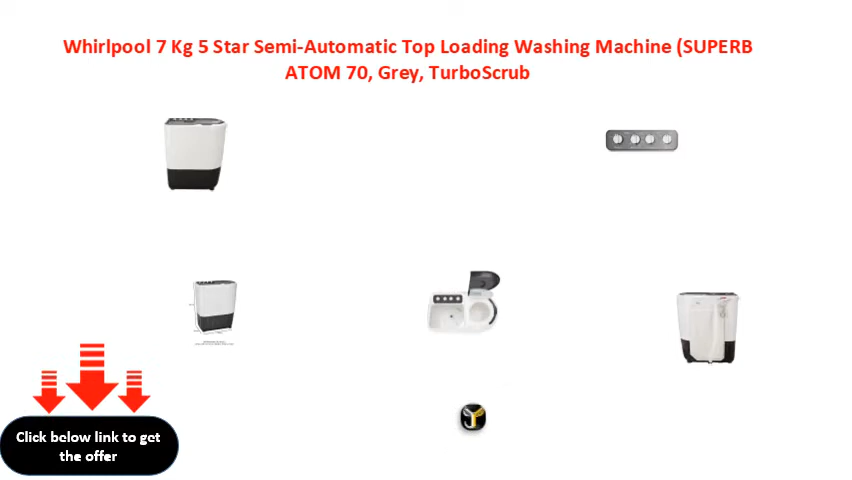 Whirlpool 7 Kg 5 Star Semi-Automatic Top Loading Washing Machine (SUPERB
ATOM 70, Grey, TurboScrub
Click below link to get
the offer